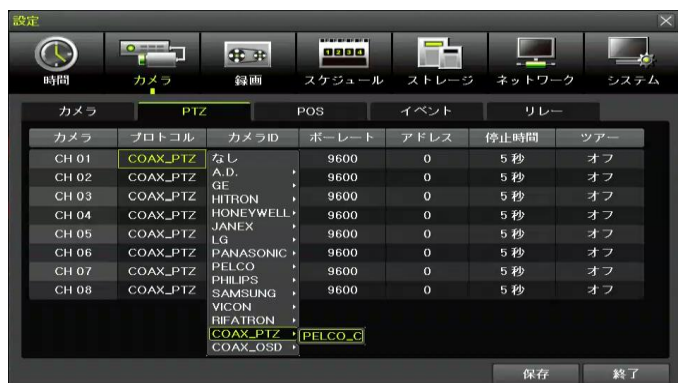 設定
時間 カメラ 録画 スケジュール ストレージ ネットワーク システム
カメラ PTZ POS イベント リレー
カメラ プロトコル カメラID ボーレート アドレス 停止時間 ツアー
CH 01 COAX_PTZ 9600 0 5 秒 オフ
CH 02 COAX_PTZ 9600 0 5 秒 オフ
CH 03 COAX_PTZ 9600 0 5 秒 オフ
CH 04 COAX_PTZ 9600 0 5 秒 オフ
CH 05 COAX_PTZ 9600 0 5 秒 オフ
CH 06 COAX_PTZ 9600 0 5 秒 オフ
CH 07 COAX_PTZ 9600 0 5 秒 オフ
CH 08 COAX_PTZ 9600 0 5 秒 オフ
なし
A.D.
GE
HITRON
HONEYWELL
JANEX
LG
PANASONIC
PELCO
PHILIPS
SAMSUNG
VICON
RIFATRON
COAX_PTZ PELCO_C
COAX_OSD
保存 終了